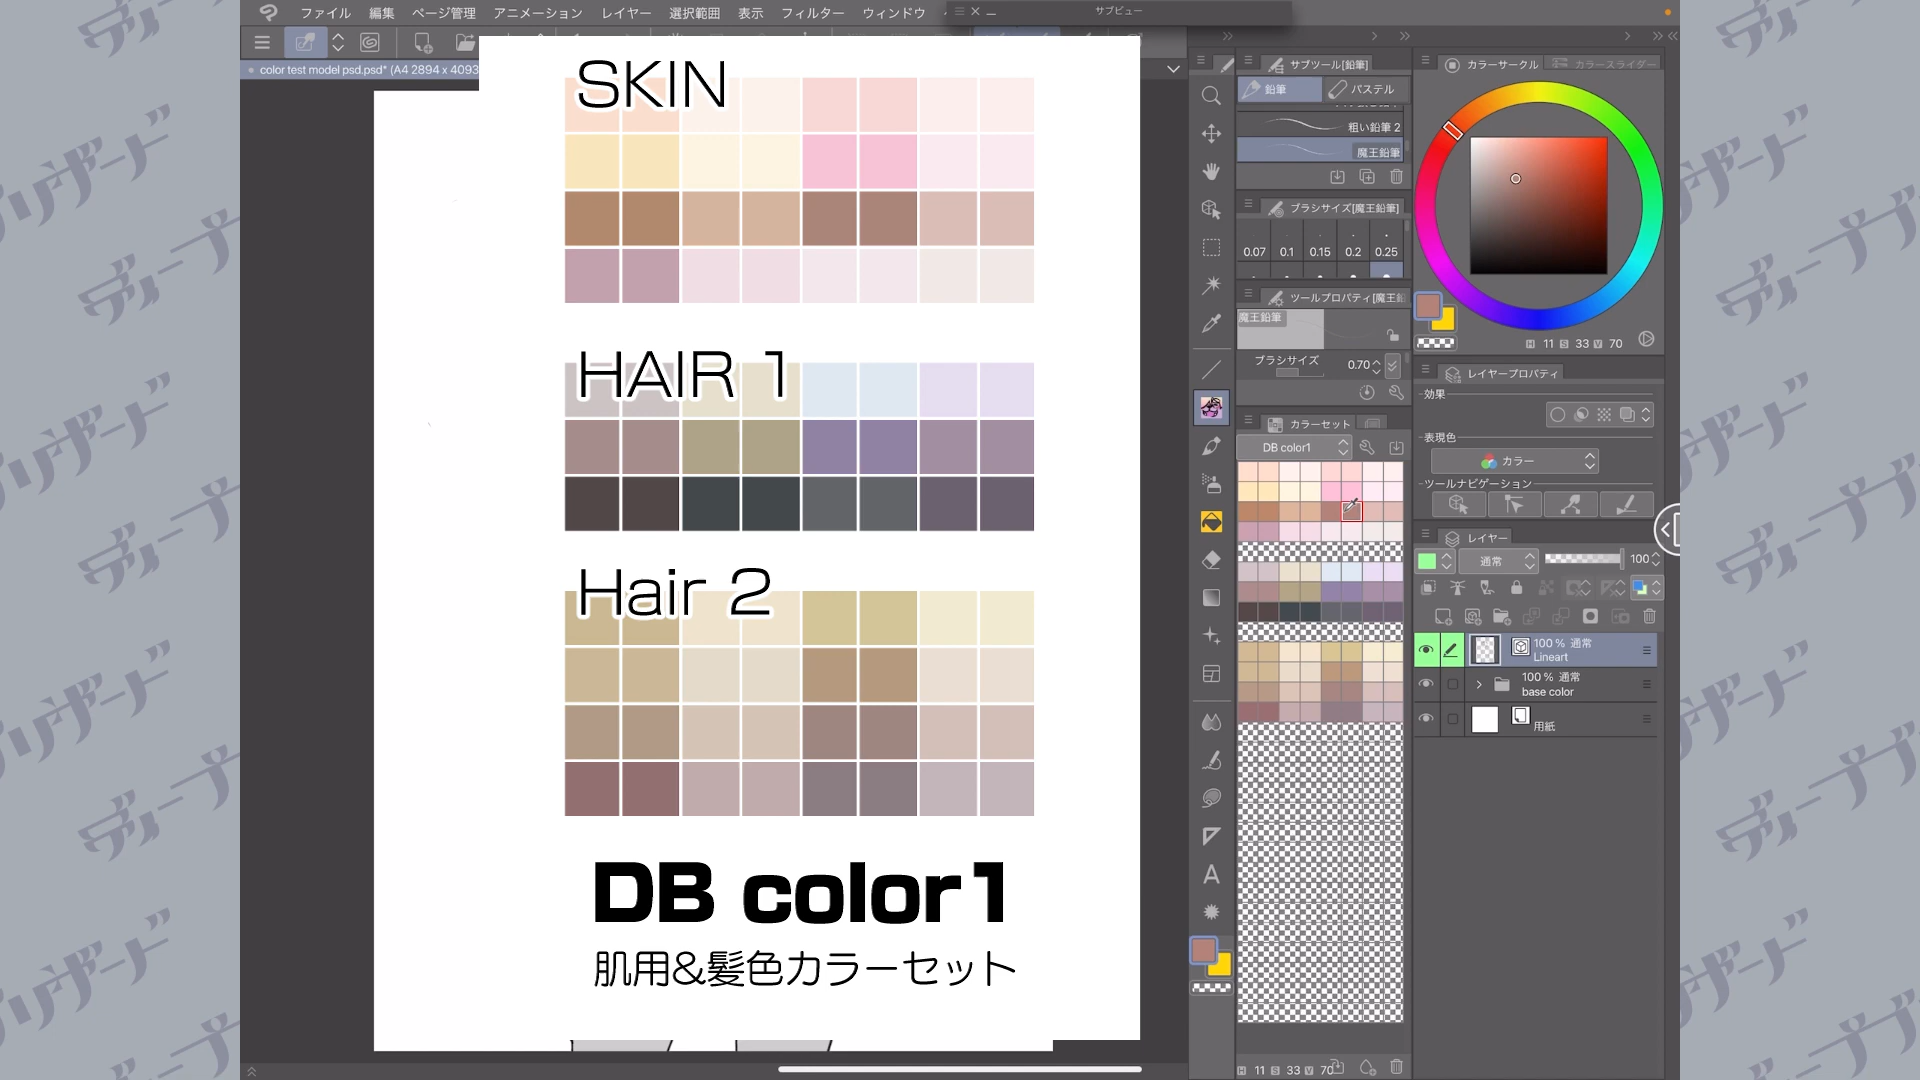 ファイル 編集 ページ管理 アニメーション レイヤー 選択範囲 表示 フィルター ウィンドウ
サブビュー
color test model psd.psd* (A4 2894 x 4093
SKIN
HAIR 1
Hair 2
DB color1
肌用&髪色カラーセット
サブツール[鉛筆]
鉛筆 パステル
粗い鉛筆 2
魔王鉛筆
ブラシサイズ[魔王鉛筆]
0.07 0.1 0.15 0.2 0.25
ツールプロパティ[魔王鉛
魔王鉛筆
ブラシサイズ 0.70
カラーセット
DB color1
H 11 S 33 V 70
カラーサークル カラースライダー
H 11 S 33 V 70
レイヤープロパティ
効果
表現色
カラー
ツールナビゲーション
レイヤー
通常 100
100 % 通常
Lineart
100 % 通常
base color
用紙
ディープブリザード